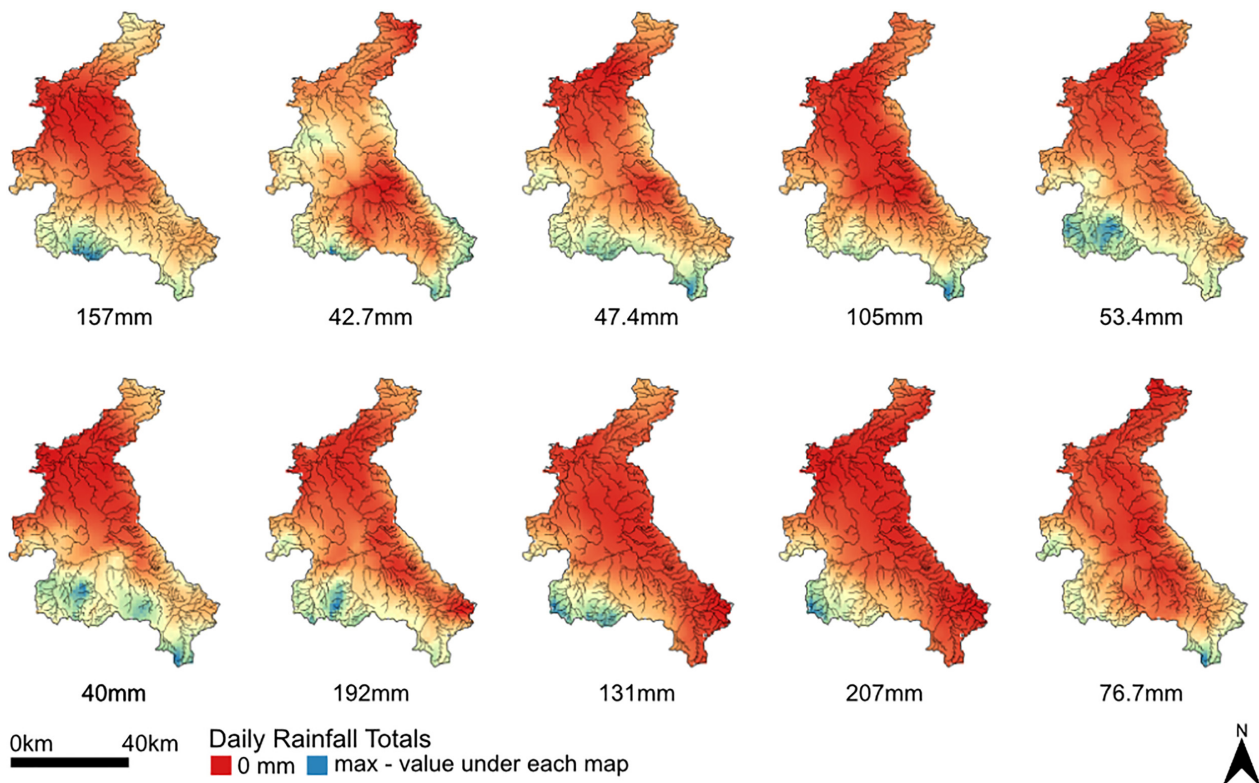 157mm
42.7mm
47.4mm
105mm
53.4mm
40mm
192mm
131mm
207mm
76.7mm
0km 40km
Daily Rainfall Totals
0 mm max - value under each map
N